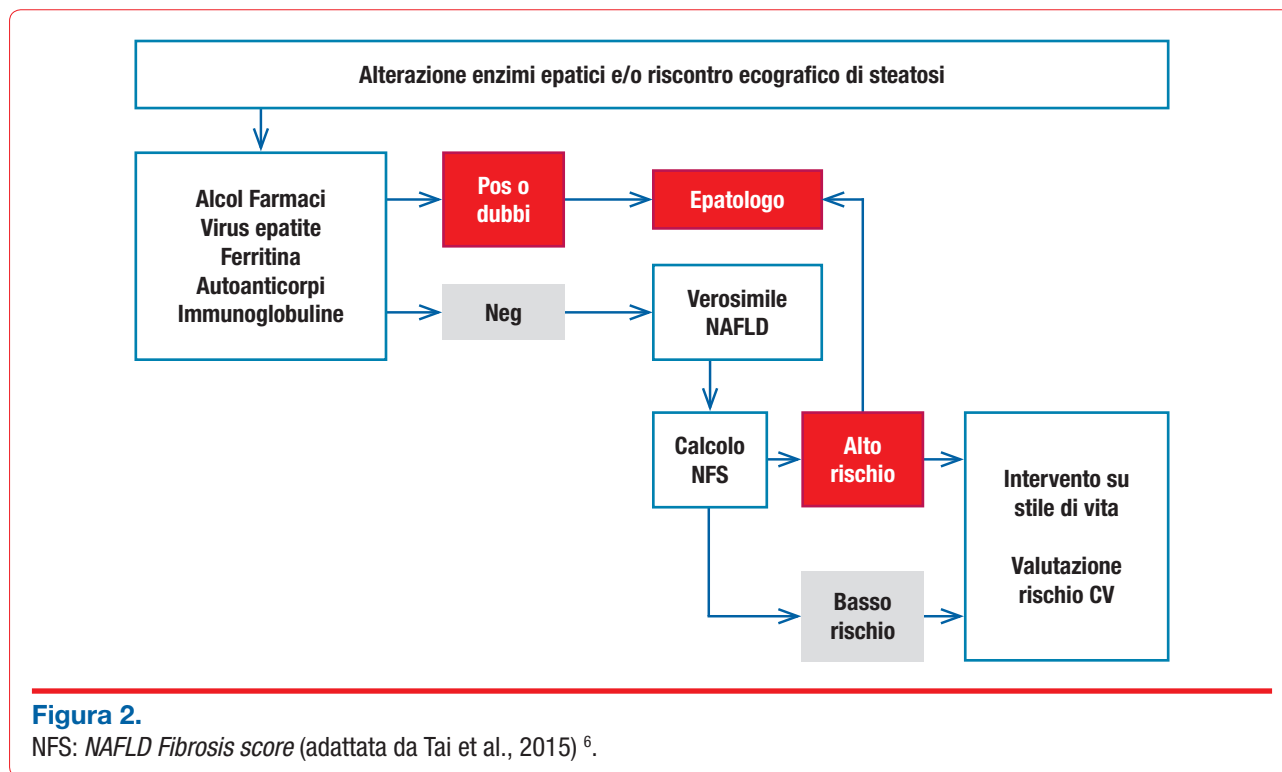 Alterazione enzimi epatici e/o riscontro ecografico di steatosi
Alcol Farmaci
Virus epatite
Ferritina
Autoanticorpi
Immunoglobuline
Pos o
dubbi
Epatologo
Neg
Verosimile
NAFLD
Calcolo
NFS
Alto
rischio
Basso
rischio
Intervento su
stile di vita
Valutazione
rischio CV
Figura 2.
NFS: NAFLD Fibrosis score (adattata da Tai et al., 2015) 6.